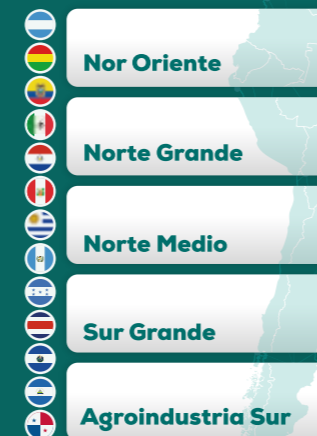 Nor Oriente
Norte Grande
Norte Medio
Sur Grande
Agroindustria Sur